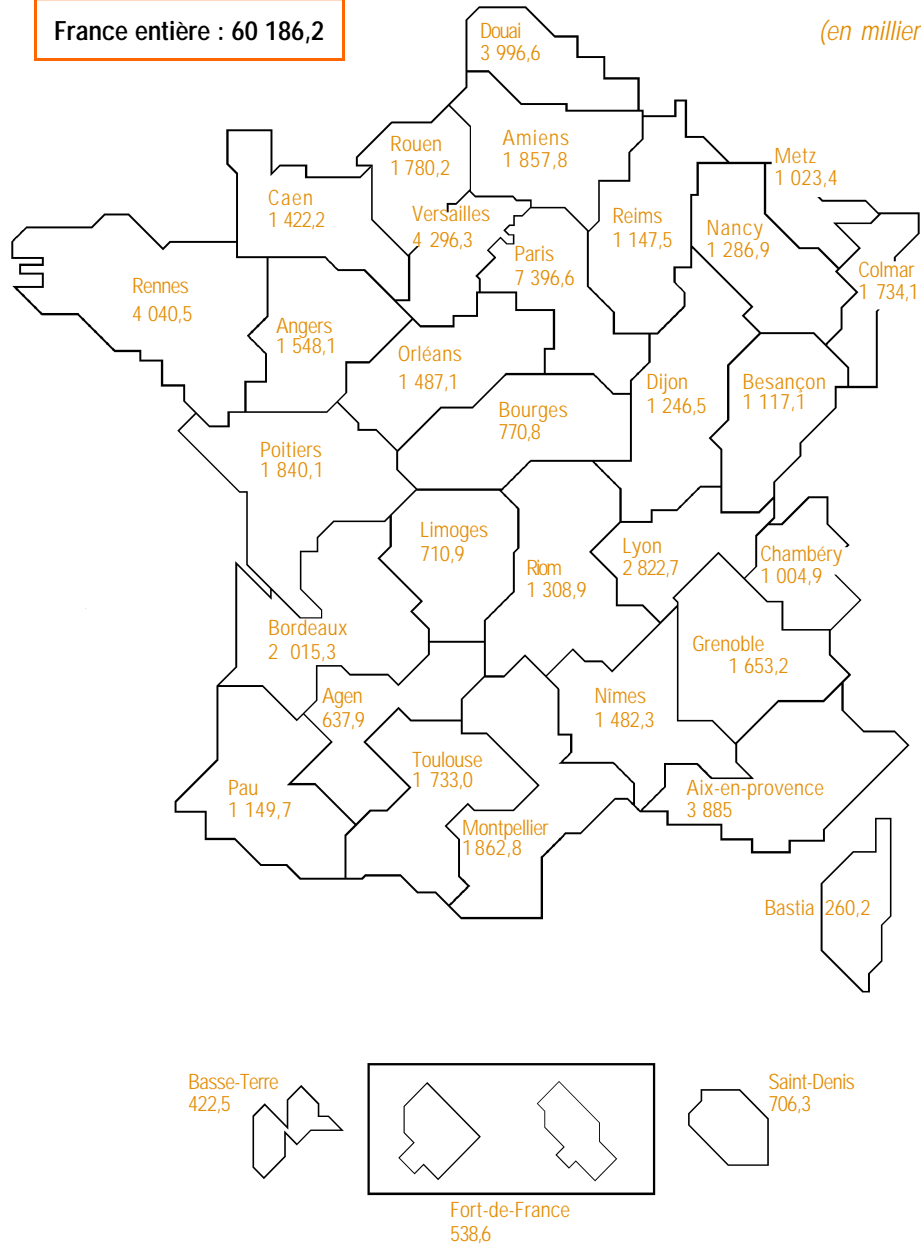 France entière : 60 186,2
(en millier
Douai
3 996,6
Rouen
1 780,2
Amiens
1 857,8
Metz
1 023,4
Caen
1 422,2
Versailles
4 296,3
Reims
1 147,5
Nancy
1 286,9
Paris
7 396,6
Colmar
1 734,1
Rennes
4 040,5
Angers
1 548,1
Orléans
1 487,1
Dijon
1 246,5
Besançon
1 117,1
Bourges
770,8
Poitiers
1 840,1
Limoges
710,9
Riom
1 308,9
Lyon
2 822,7
Chambéry
1 004,9
Bordeaux
2 015,3
Grenoble
1 653,2
Agen
637,9
Nîmes
1 482,3
Toulouse
1 733,0
Pau
1 149,7
Aix-en-provence
3 885
Montpellier
1 862,8
Bastia 260,2
Basse-Terre
422,5
Saint-Denis
706,3
Fort-de-France
538,6